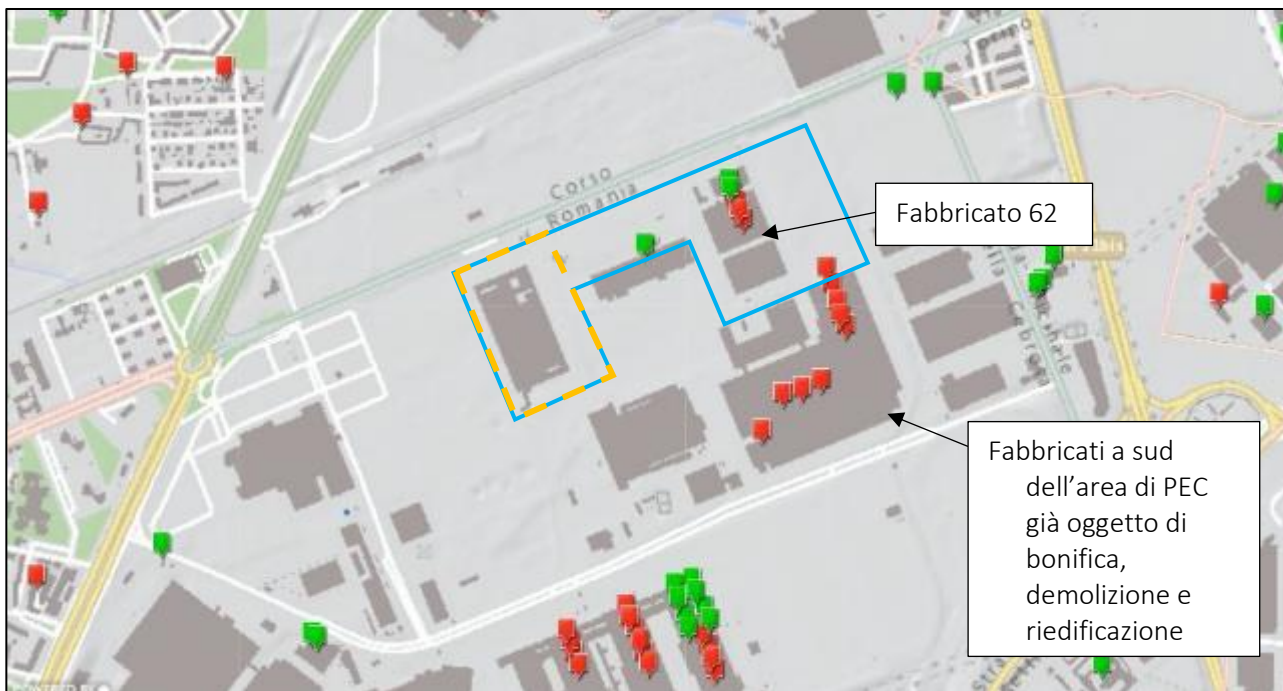 Corso
Romania
Fabbricato 62
Fabbricati a sud
dell’area di PEC
già oggetto di
bonifica,
demolizione e
riedificazione